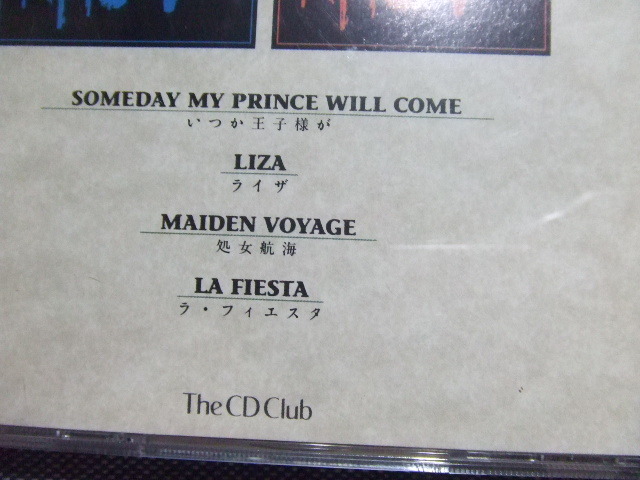 SOMEDAY MY PRINCE WILL COME
いつか王子様が
LIZA
ライザ
MAIDEN VOYAGE
処女航海
LA FIESTA
ラ・フィエスタ
The CD Club